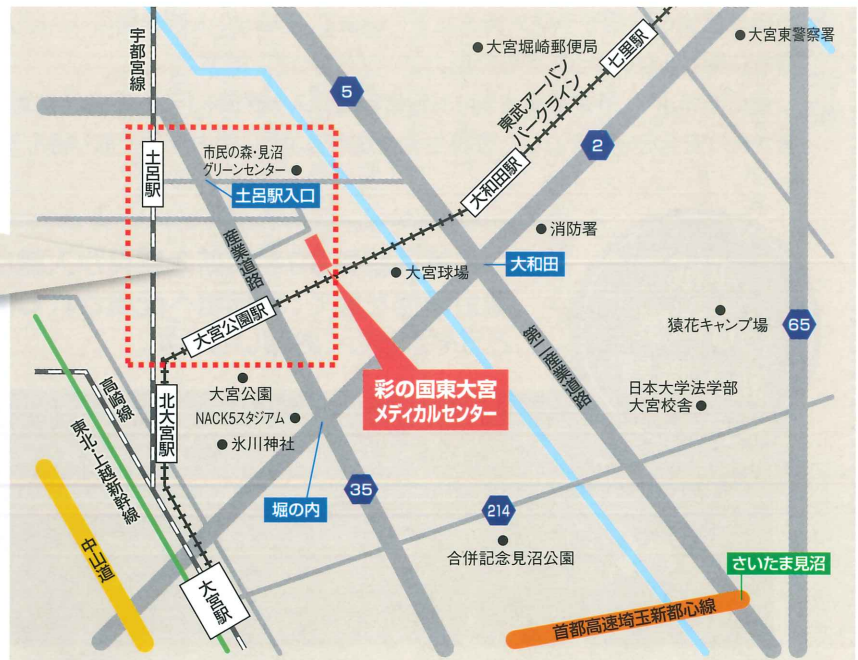 宇都宮線
5
大宮堀崎郵便局
七里駅
大宮東警察署
東武アーバン
パークライン
2
土呂駅
市民の森・見沼
グリーンセンター
土呂駅入口
大和田駅
産業道路
消防署
大宮球場
大和田
大宮公園駅
猿花キャンプ場
65
第二産業道路
彩の国東大宮
メディカルセンター
日本大学法学部
大宮校舎
高崎線
北大宮駅
大宮公園
NACK5スタジアム
氷川神社
東北・上越新幹線
35
堀の内
214
合併記念見沼公園
中山道
さいたま見沼
大宮駅
首都高速埼玉新都心線